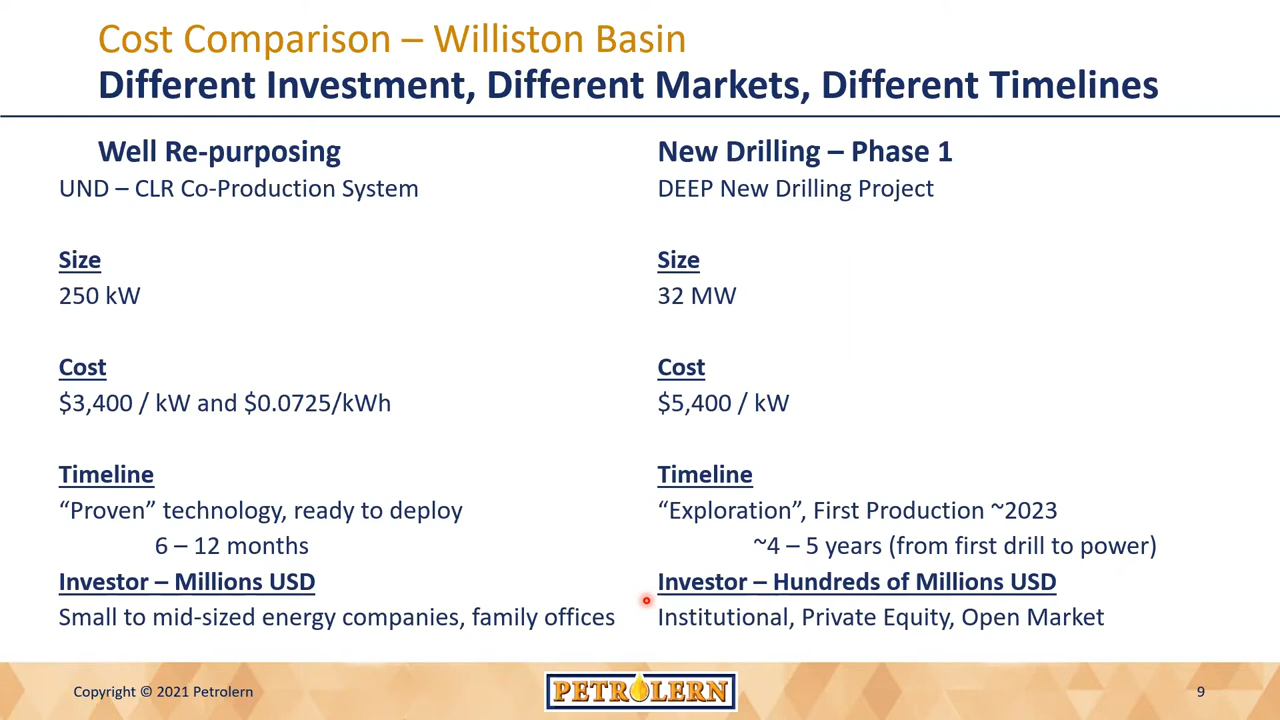 Cost Comparison – Williston Basin
Different Investment, Different Markets, Different Timelines
Well Re-purposing
UND – CLR Co-Production System
Size
250 kW
Cost
$3,400 / kW and $0.0725/kWh
Timeline
“Proven” technology, ready to deploy
6 – 12 months
Investor – Millions USD
Small to mid-sized energy companies, family offices
New Drilling – Phase 1
DEEP New Drilling Project
Size
32 MW
Cost
$5,400 / kW
Timeline
“Exploration”, First Production ~2023
~4 – 5 years (from first drill to power)
Investor – Hundreds of Millions USD
Institutional, Private Equity, Open Market
Copyright © 2021 Petrolern
PETROLERN
9